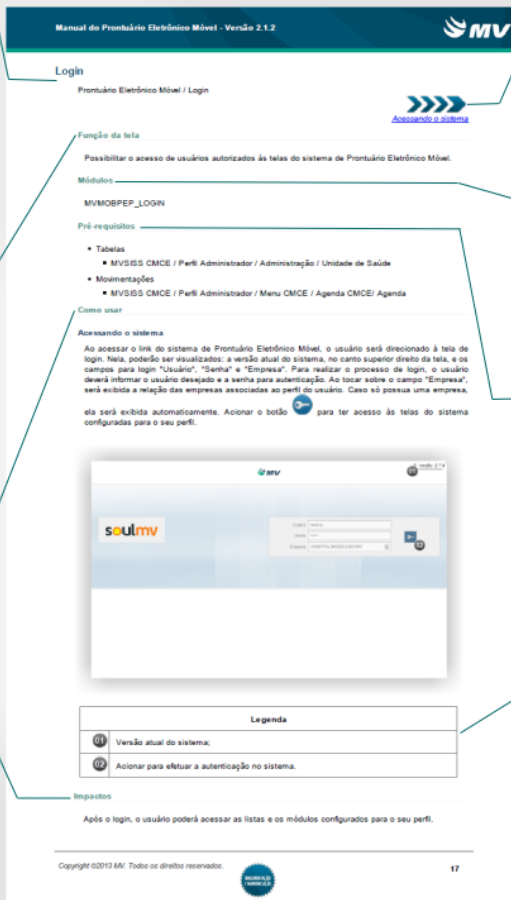 Manual do Prontuário Eletrônico Móvel - Versão 2.1.2
MV
Login
Prontuário Eletrônico Móvel / Login
Acessando o sistema
Função da tela
Possibilitar o acesso de usuários autorizados às telas do sistema de Prontuário Eletrônico Móvel.
Módulos
MVMOBPEP_LOGIN
Pré-requisitos
Tabelas
MVSISS CMCE / Perfil Administrador / Administração / Unidade de Saúde
Movimentações
MVSISS CMCE / Perfil Administrador / Menu CMCE / Agenda CMCE/ Agenda
Como usar
Acessando o sistema
Ao acessar o link do sistema de Prontuário Eletrônico Móvel, o usuário será direcionado à tela de
login. Nela, poderão ser visualizados: a versão atual do sistema, no canto superior direito da tela, e os
campos para login "Usuário", "Senha" e "Empresa". Para realizar o processo de login, o usuário
deverá informar o usuário desejado e a senha para autenticação. Ao tocar sobre o campo "Empresa",
será exibida a relação das empresas associadas ao perfil do usuário. Caso só possua uma empresa,
ela será exibida automaticamente. Acionar o botão para ter acesso às telas do sistema
configuradas para o seu perfil.
MV
01
soulmv
Usuário
Senha
Empresa
02
Legenda
01 Versão atual do sistema;
02 Acionar para efetuar a autenticação no sistema.
Impactos
Após o login, o usuário poderá acessar as listas e os módulos configurados para o seu perfil.
Copyright ©2013 MV. Todos os direitos reservados.
17